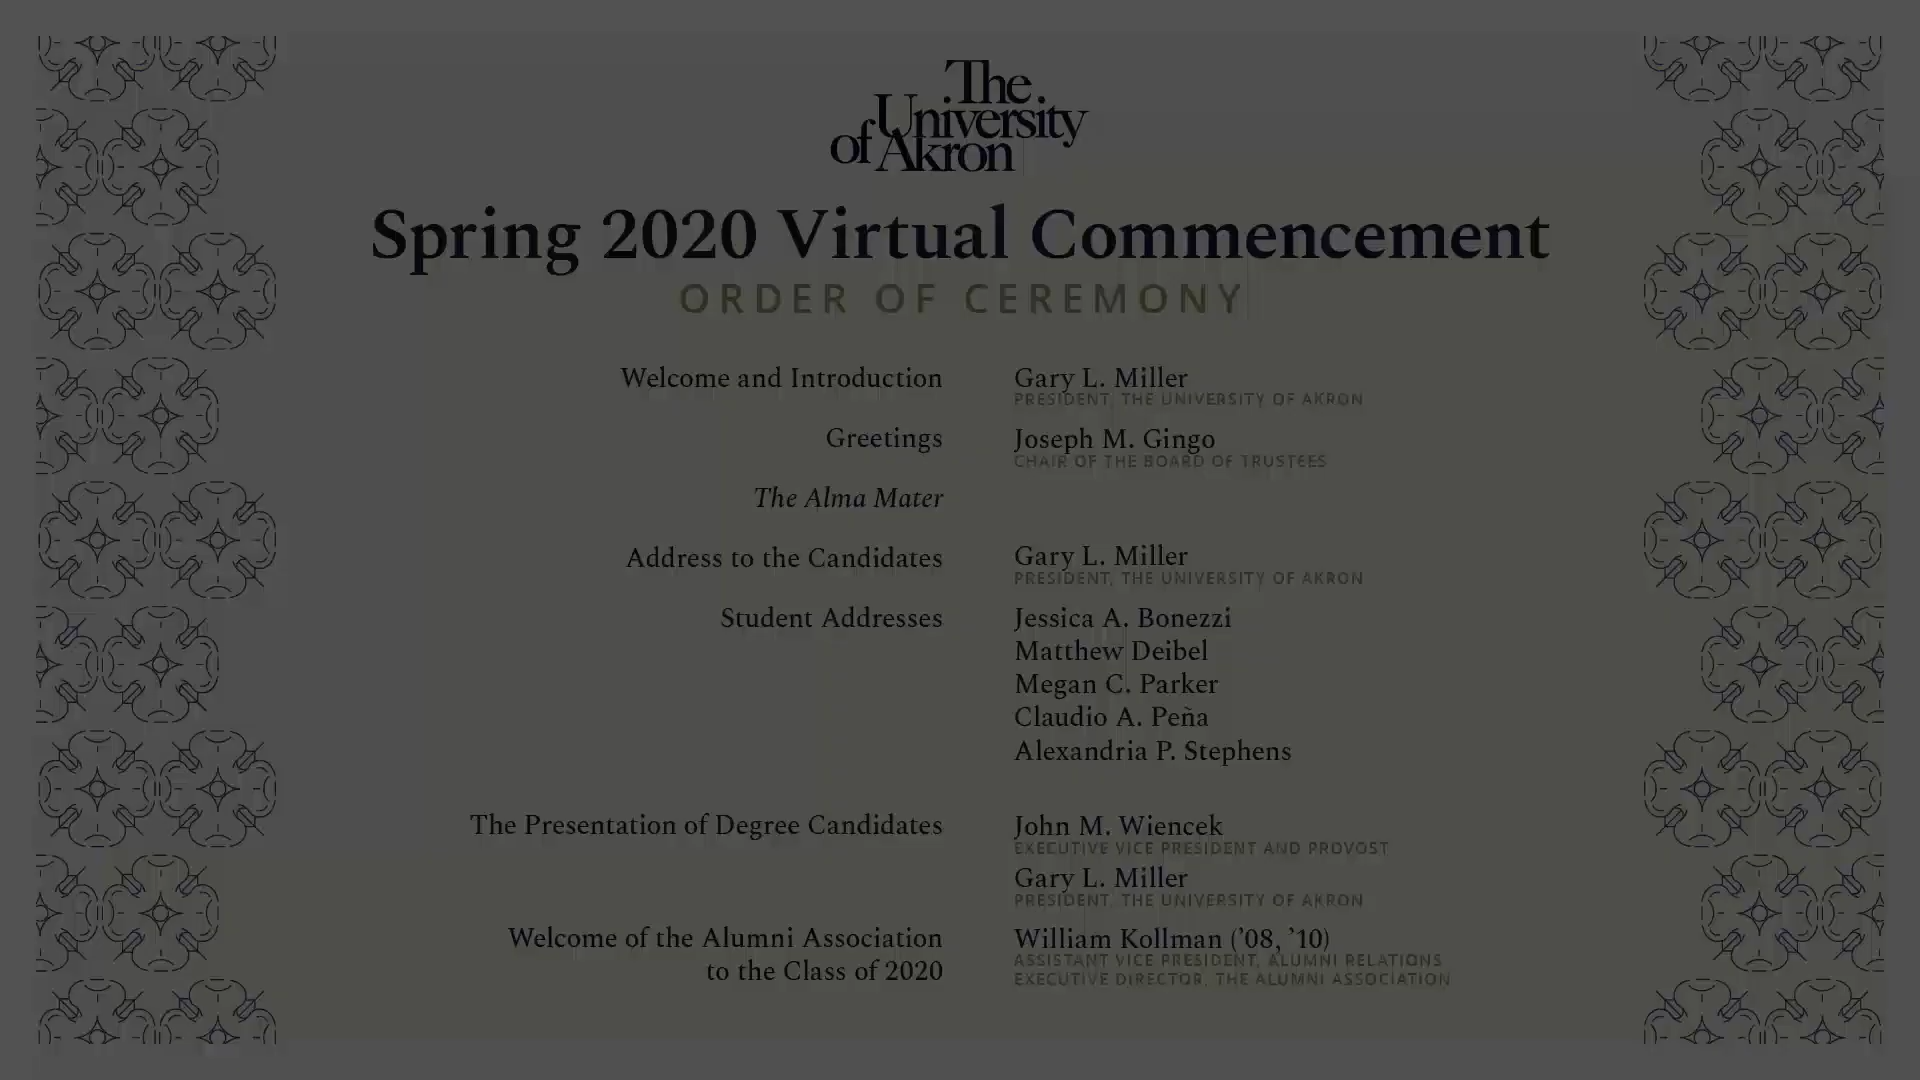 The
University
of Akron
Spring 2020 Virtual Commencement
ORDER OF CEREMONY
Welcome and Introduction Gary L. Miller
PRESIDENT, THE UNIVERSITY OF AKRON
Greetings Joseph M. Gingo
CHAIR OF THE BOARD OF TRUSTEES
The Alma Mater
Address to the Candidates Gary L. Miller
PRESIDENT, THE UNIVERSITY OF AKRON
Student Addresses Jessica A. Bonezzi
Matthew Deibel
Megan C. Parker
Claudio A. Peña
Alexandria P. Stephens
The Presentation of Degree Candidates John M. Wiencek
EXECUTIVE VICE PRESIDENT AND PROVOST
Gary L. Miller
PRESIDENT, THE UNIVERSITY OF AKRON
Welcome of the Alumni Association William Kollman (’08, ’10)
to the Class of 2020 ASSISTANT VICE PRESIDENT, ALUMNI RELATIONS
EXECUTIVE DIRECTOR, THE ALUMNI ASSOCIATION